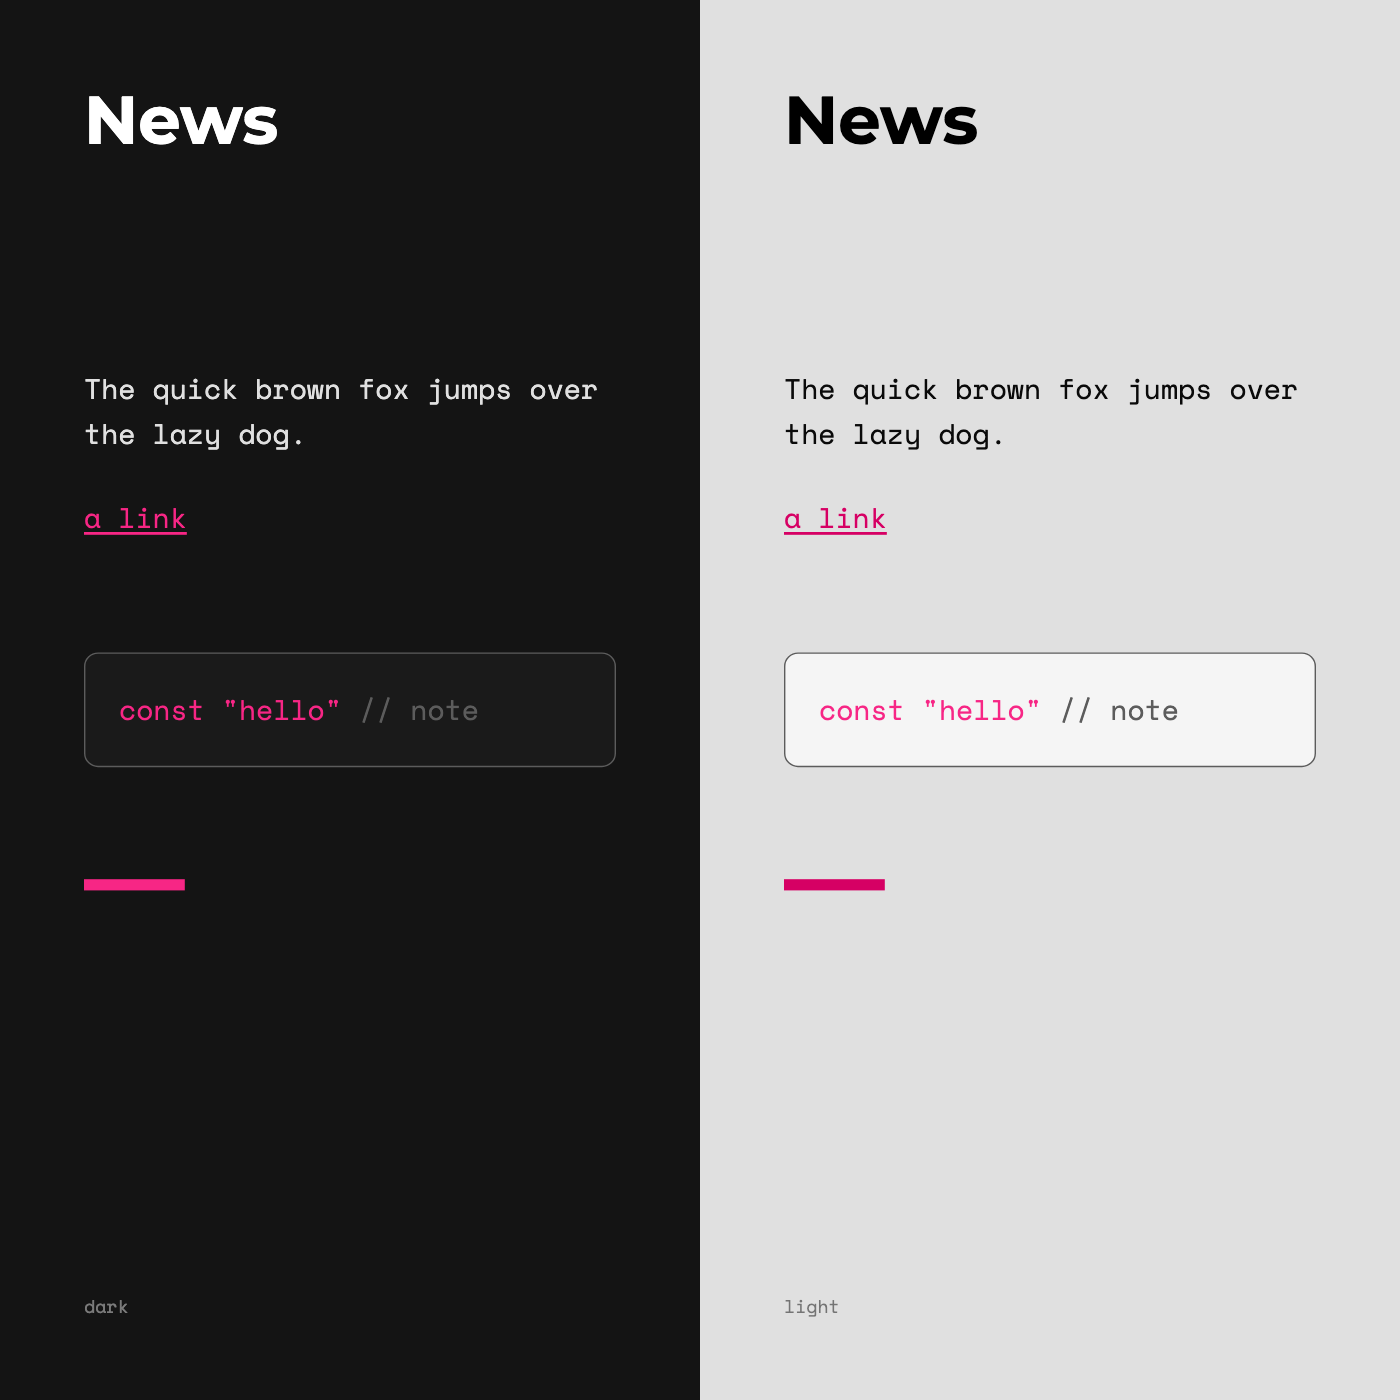 News
The quick brown fox jumps over
the lazy dog.
a link
const "hello" // note
dark
News
The quick brown fox jumps over
the lazy dog.
a link
const "hello" // note
light